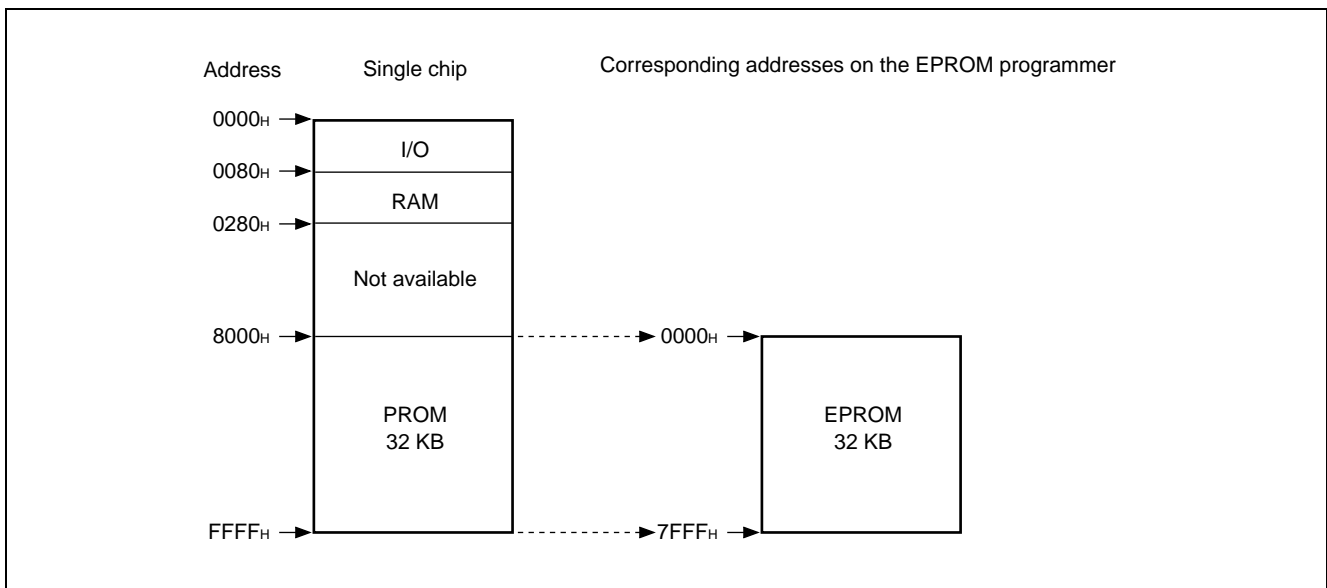 Address Single chip Corresponding addresses on the EPROM programmer
0000H
I/O
0080H
RAM
0280H
Not available
8000H 0000H
PROM EPROM
32 KB 32 KB
FFFFH 7FFFH